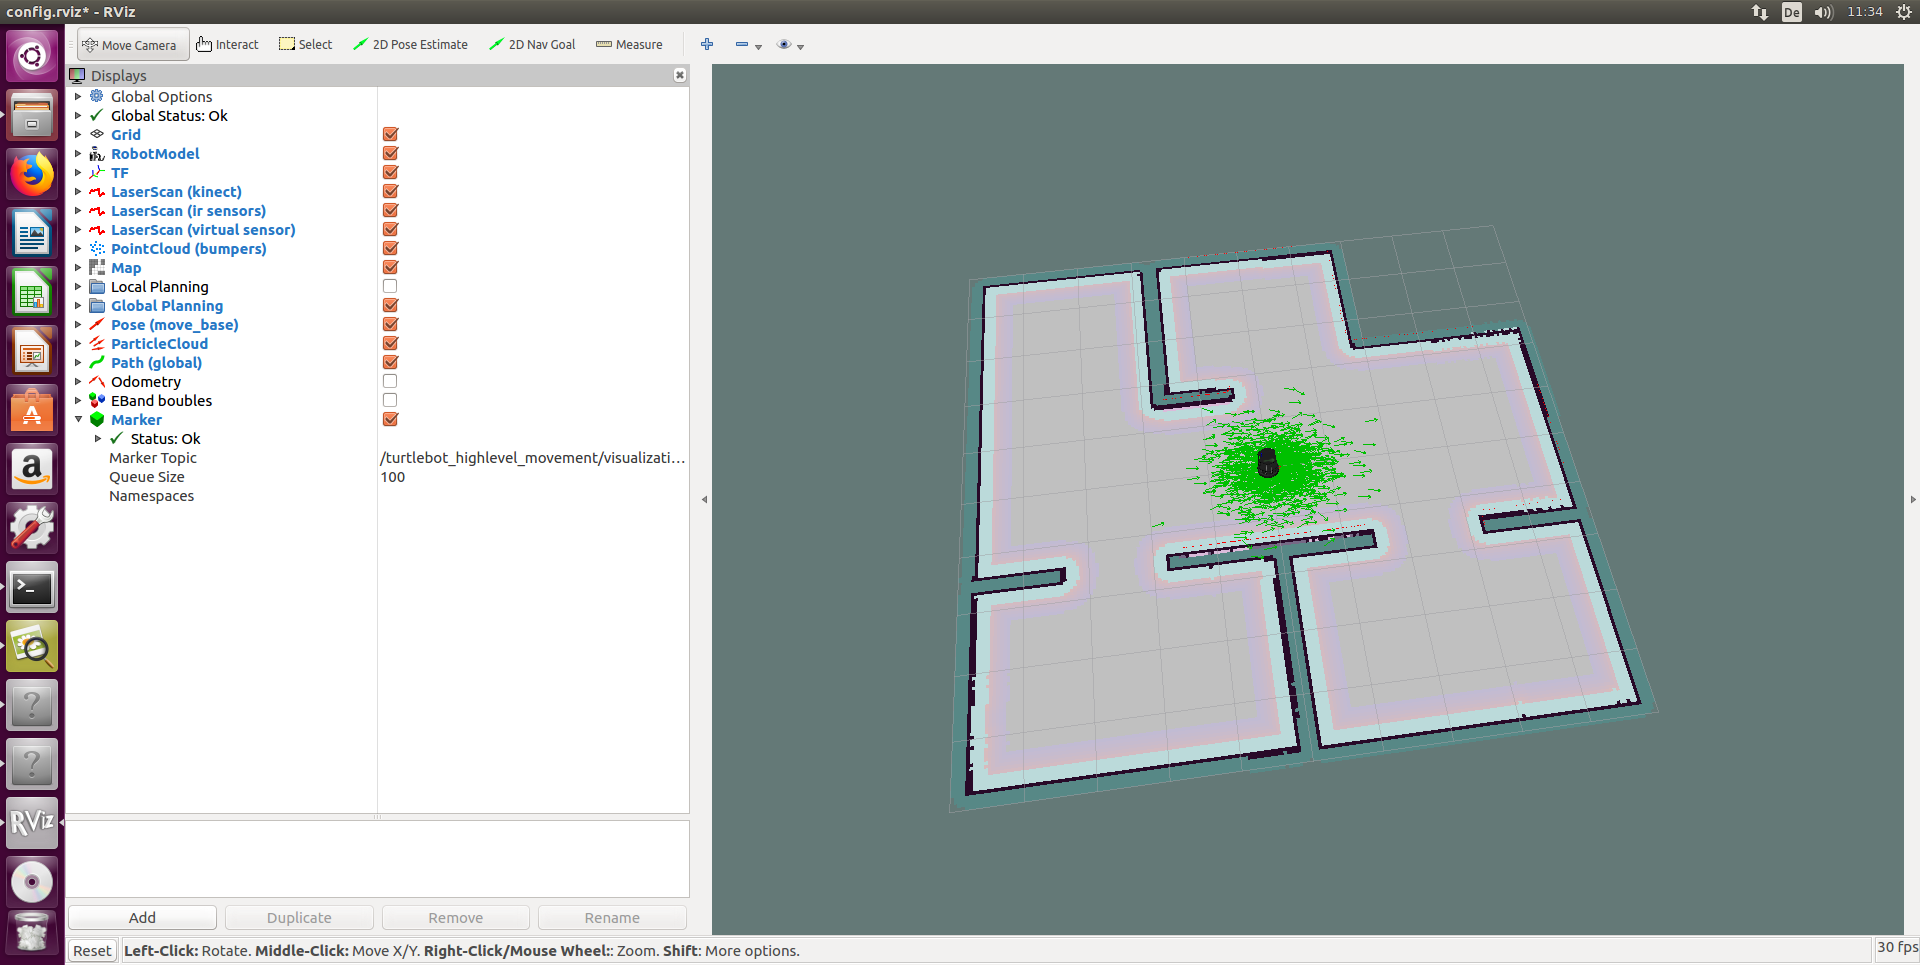 config.rviz* - RViz
De
11:34
Move Camera
Interact
Select
2D Pose Estimate
2D Nav Goal
Measure
Displays
Global Options
Global Status: Ok
Grid
RobotModel
TF
LaserScan (kinect)
LaserScan (ir sensors)
LaserScan (virtual sensor)
PointCloud (bumpers)
Map
Local Planning
Global Planning
Pose (move_base)
ParticleCloud
Path (global)
Odometry
EBand boubles
Marker
Status: Ok
Marker Topic /turtlebot_highlevel_movement/visualizati...
Queue Size 100
Namespaces
RViz
Add
Duplicate
Remove
Rename
Reset
Left-Click: Rotate. Middle-Click: Move X/Y. Right-Click/Mouse Wheel:: Zoom. Shift: More options.
30 fps